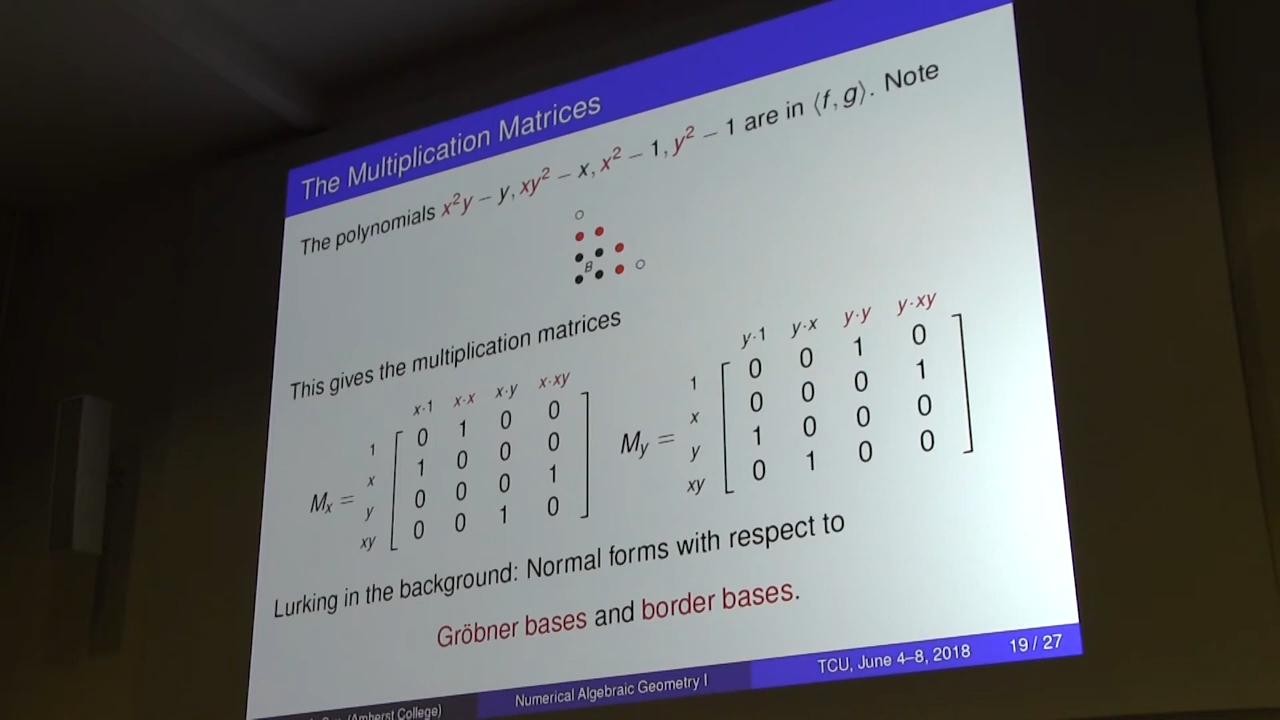 The Multiplication Matrices
The polynomials x²y − y, xy² − x, x² − 1, y² − 1 are in ⟨f, g⟩. Note
B
This gives the multiplication matrices
x·1 x·x x·y x·xy
1 0 1 0 0
x 1 0 0 0
M_x =
y 0 0 0 1
xy 0 0 1 0
y·1 y·x y·y y·xy
1 0 0 1 0
x 0 0 0 1
M_y =
y 1 0 0 0
xy 0 1 0 0
Lurking in the background: Normal forms with respect to
Gröbner bases and border bases.
(Amherst College)
Numerical Algebraic Geometry I
TCU, June 4–8, 2018 19 / 27